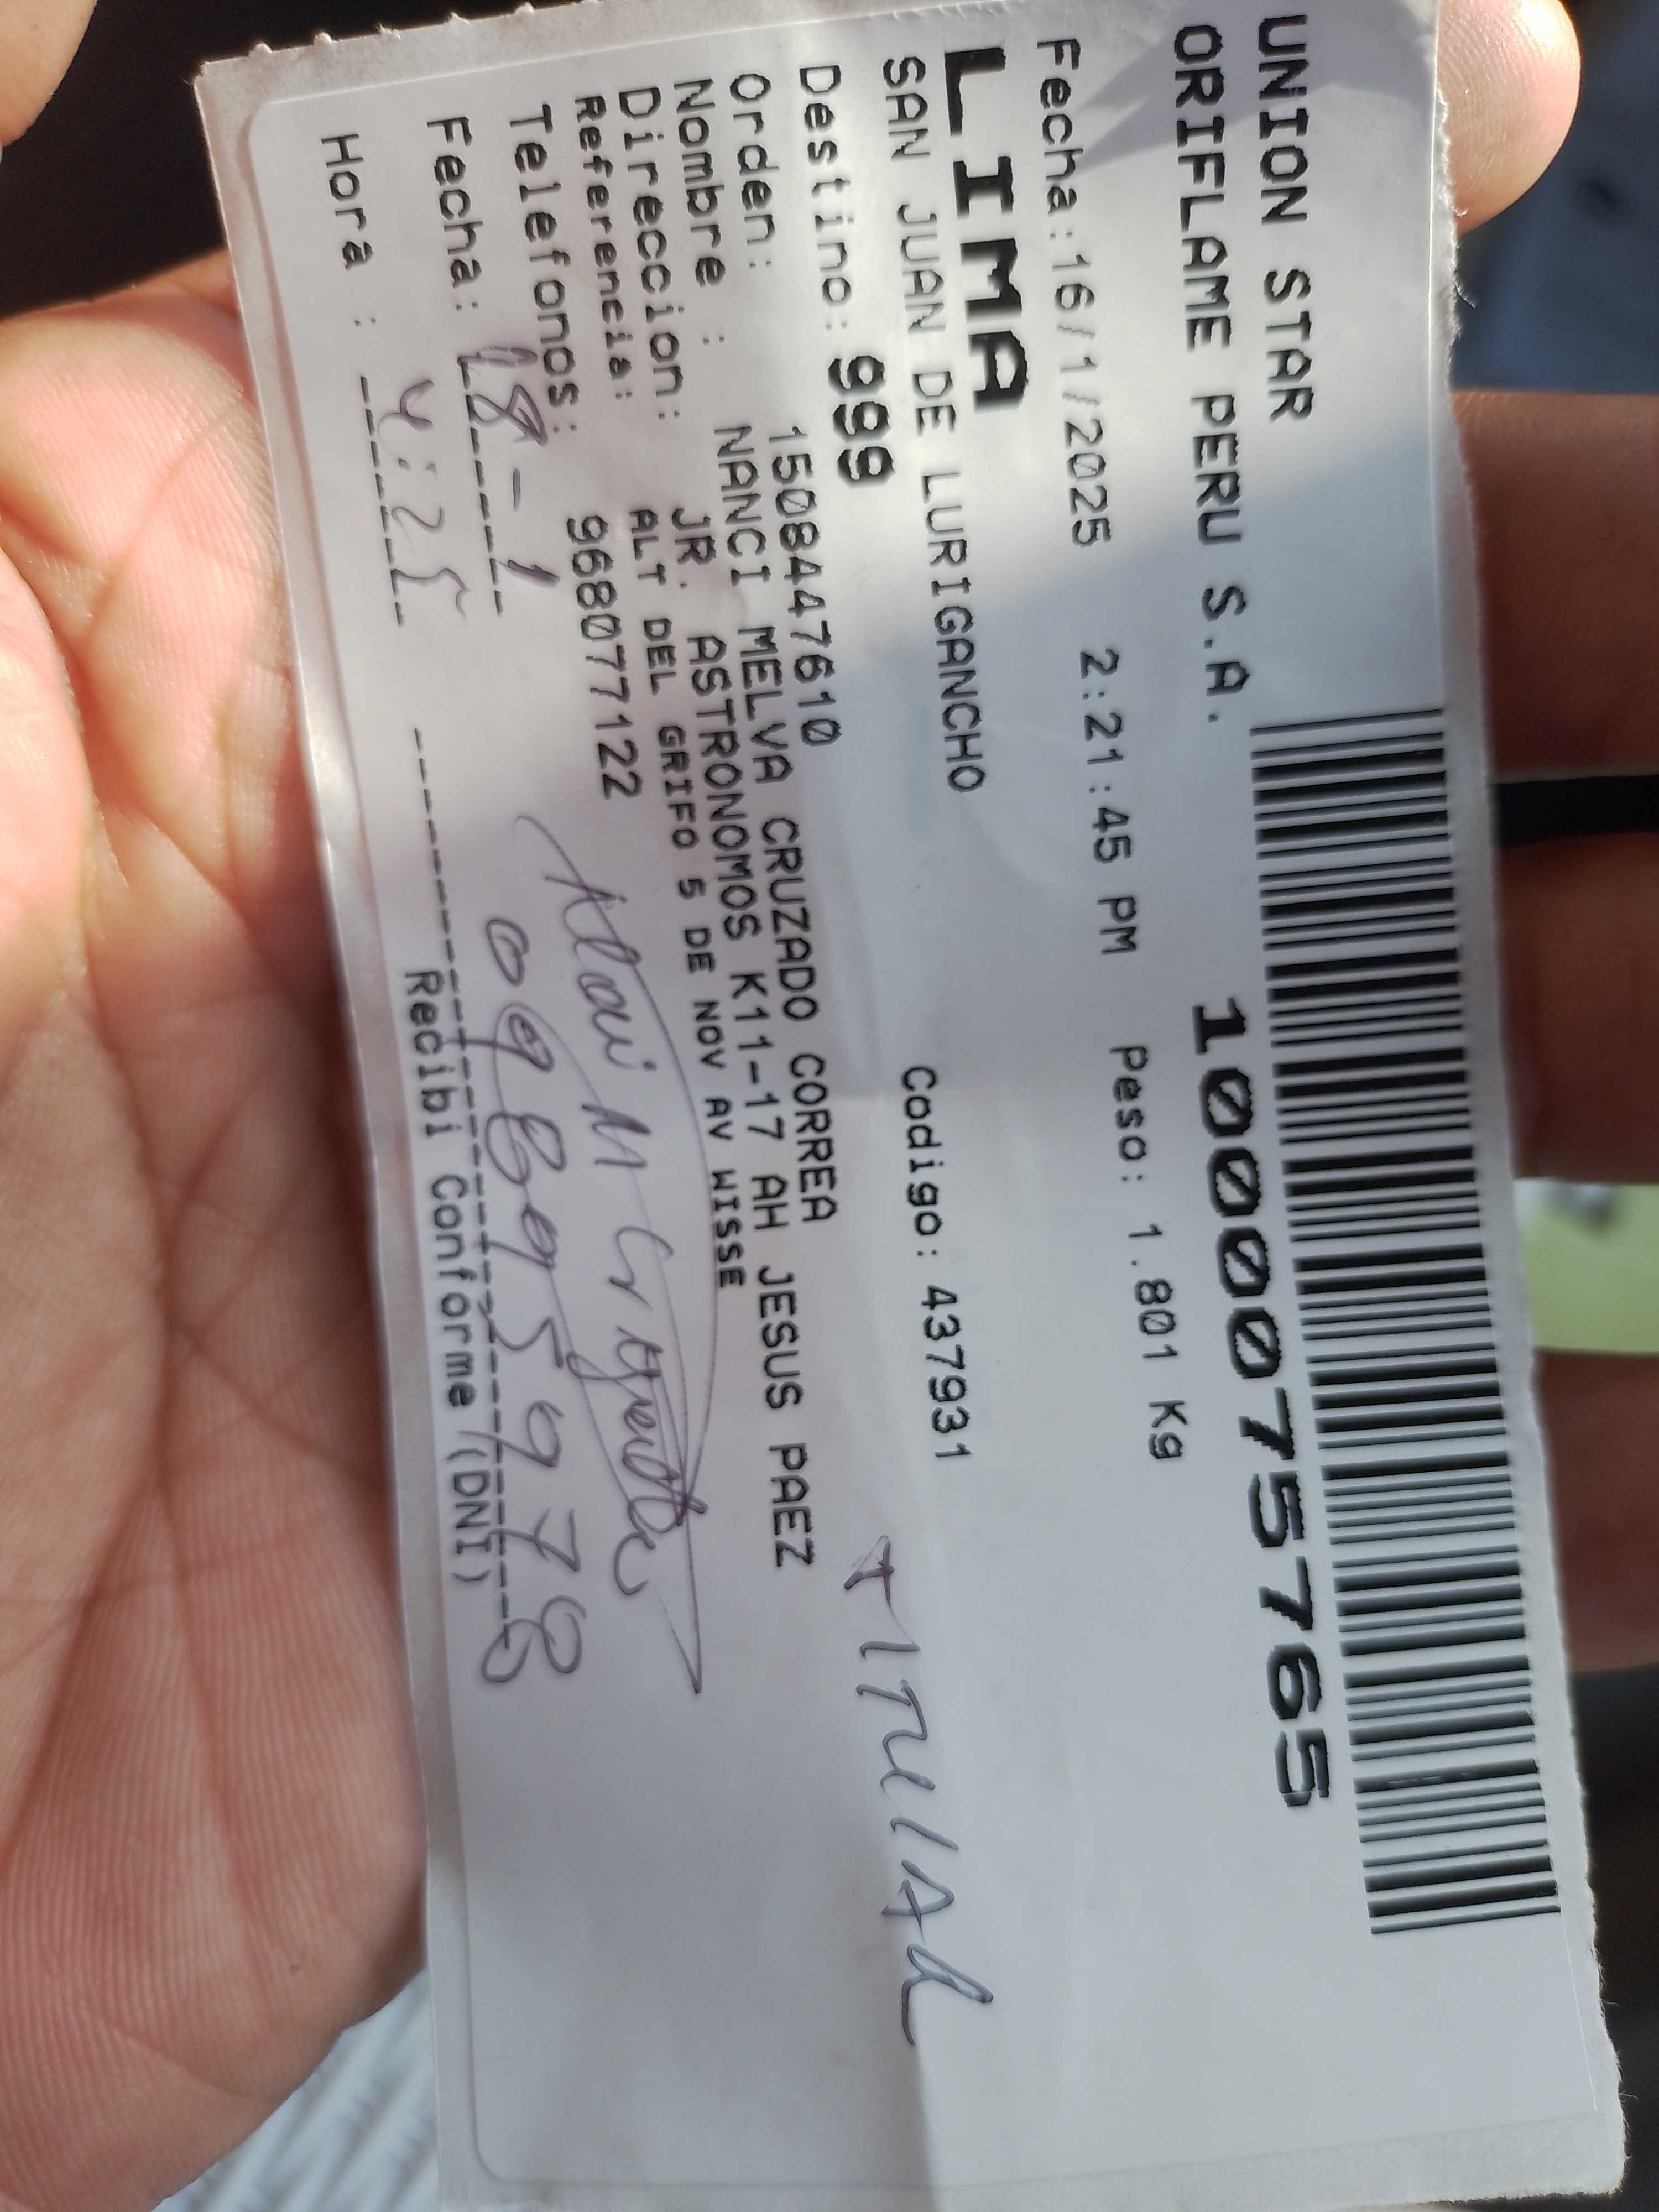 UNION STAR
ORIFLAME PERU S.A. 1000075765
Fecha:16/1/2025 2:21:45 PM Peso: 1.801 Kg
LIMA
SAN JUAN DE LURIGANCHO Codigo: 437931
Destino: 999
TITULAR
Orden: 15084447610
Nombre : NANCI MELVA CRUZADO CORREA
Direccion: JR. ASTRONOMOS K11-17 AH JESUS PAEZ
Referencia: ALT DEL GRIFO 5 DE NOV AV WISSE
Telefonos: 968077122
Fecha: 18-1
Hora : 4:25
Recibi Conforme (DNI)